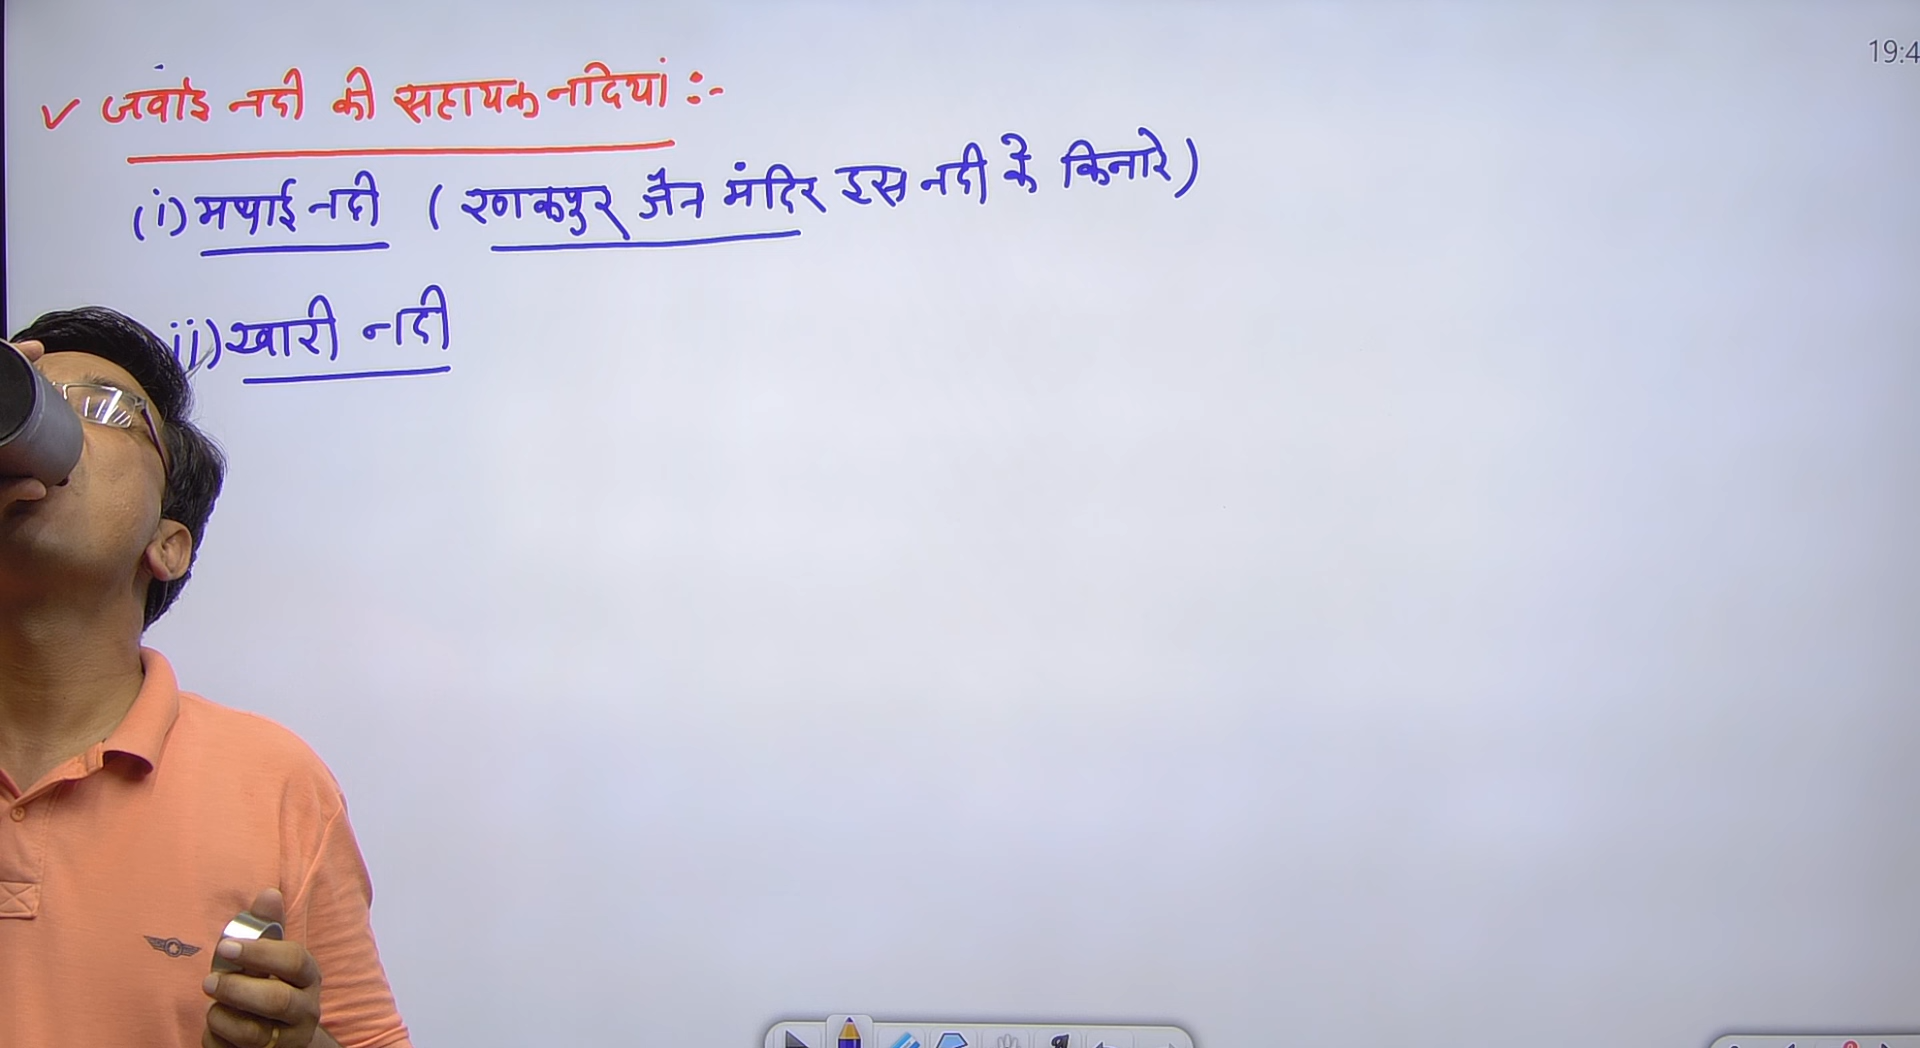 19:4
✓ जवांई नदी की सहायक नदियां :-
(i) मथाई नदी ( रणकपुर जैन मंदिर इस नदी के किनारे)
ii) खारी नदी